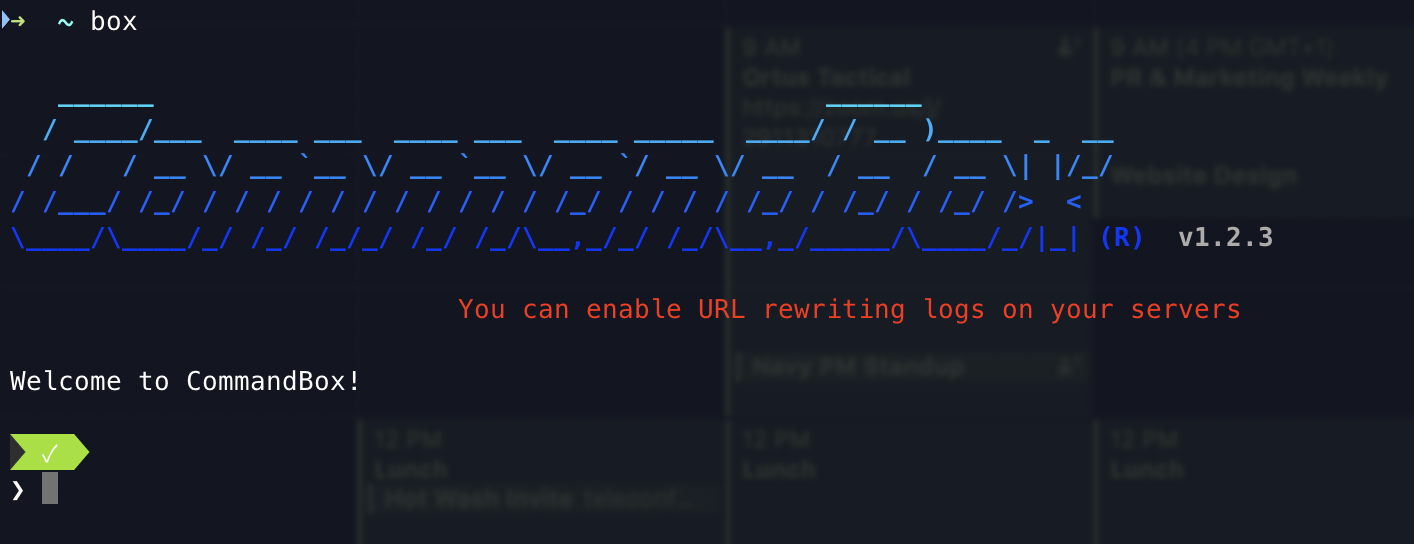 → ~ box
9 AM
9 AM (4 PM GMT+1)
Ortus Tactical
PR & Marketing Weekly
CommandBox (R) v1.2.3
Website Design
You can enable URL rewriting logs on your servers
Navy PM Standup
Welcome to CommandBox!
12 PM
12 PM
12 PM
✓
Lunch
Lunch
Lunch
❯
Hot Wash Invite teleconf...